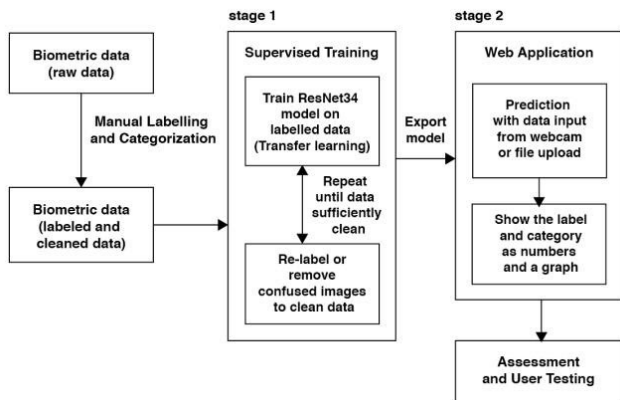 stage 1
stage 2
Biometric data
(raw data)
Manual Labelling
and Categorization
Biometric data
(labeled and
cleaned data)
Supervised Training
Train ResNet34
model on
labelled data
(Transfer learning)
Repeat
until data
sufficiently
clean
Re-label or
remove
confused images
to clean data
Export
model
Web Application
Prediction
with data input
from webcam
or file upload
Show the label
and category
as numbers
and a graph
Assessment
and User Testing